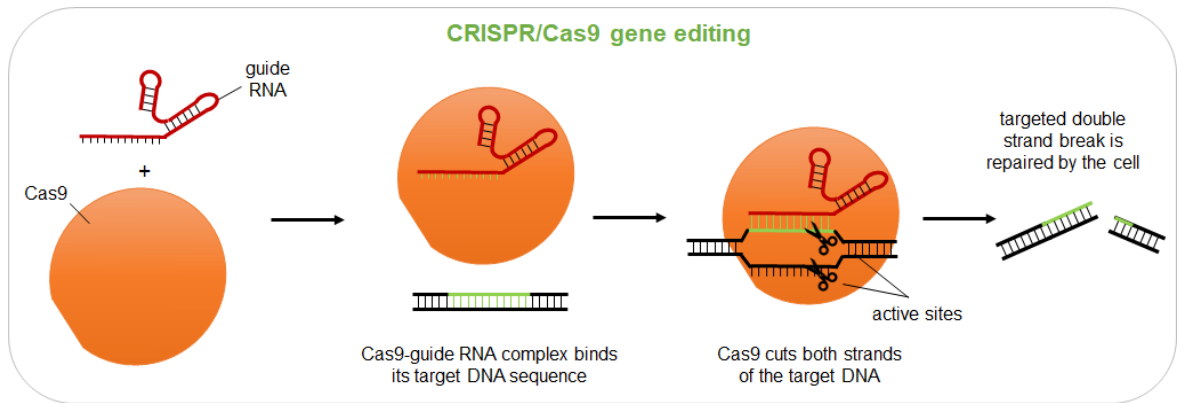 CRISPR/Cas9 gene editing
guide
RNA
+
Cas9
Cas9-guide RNA complex binds
its target DNA sequence
active sites
Cas9 cuts both strands
of the target DNA
targeted double
strand break is
repaired by the cell